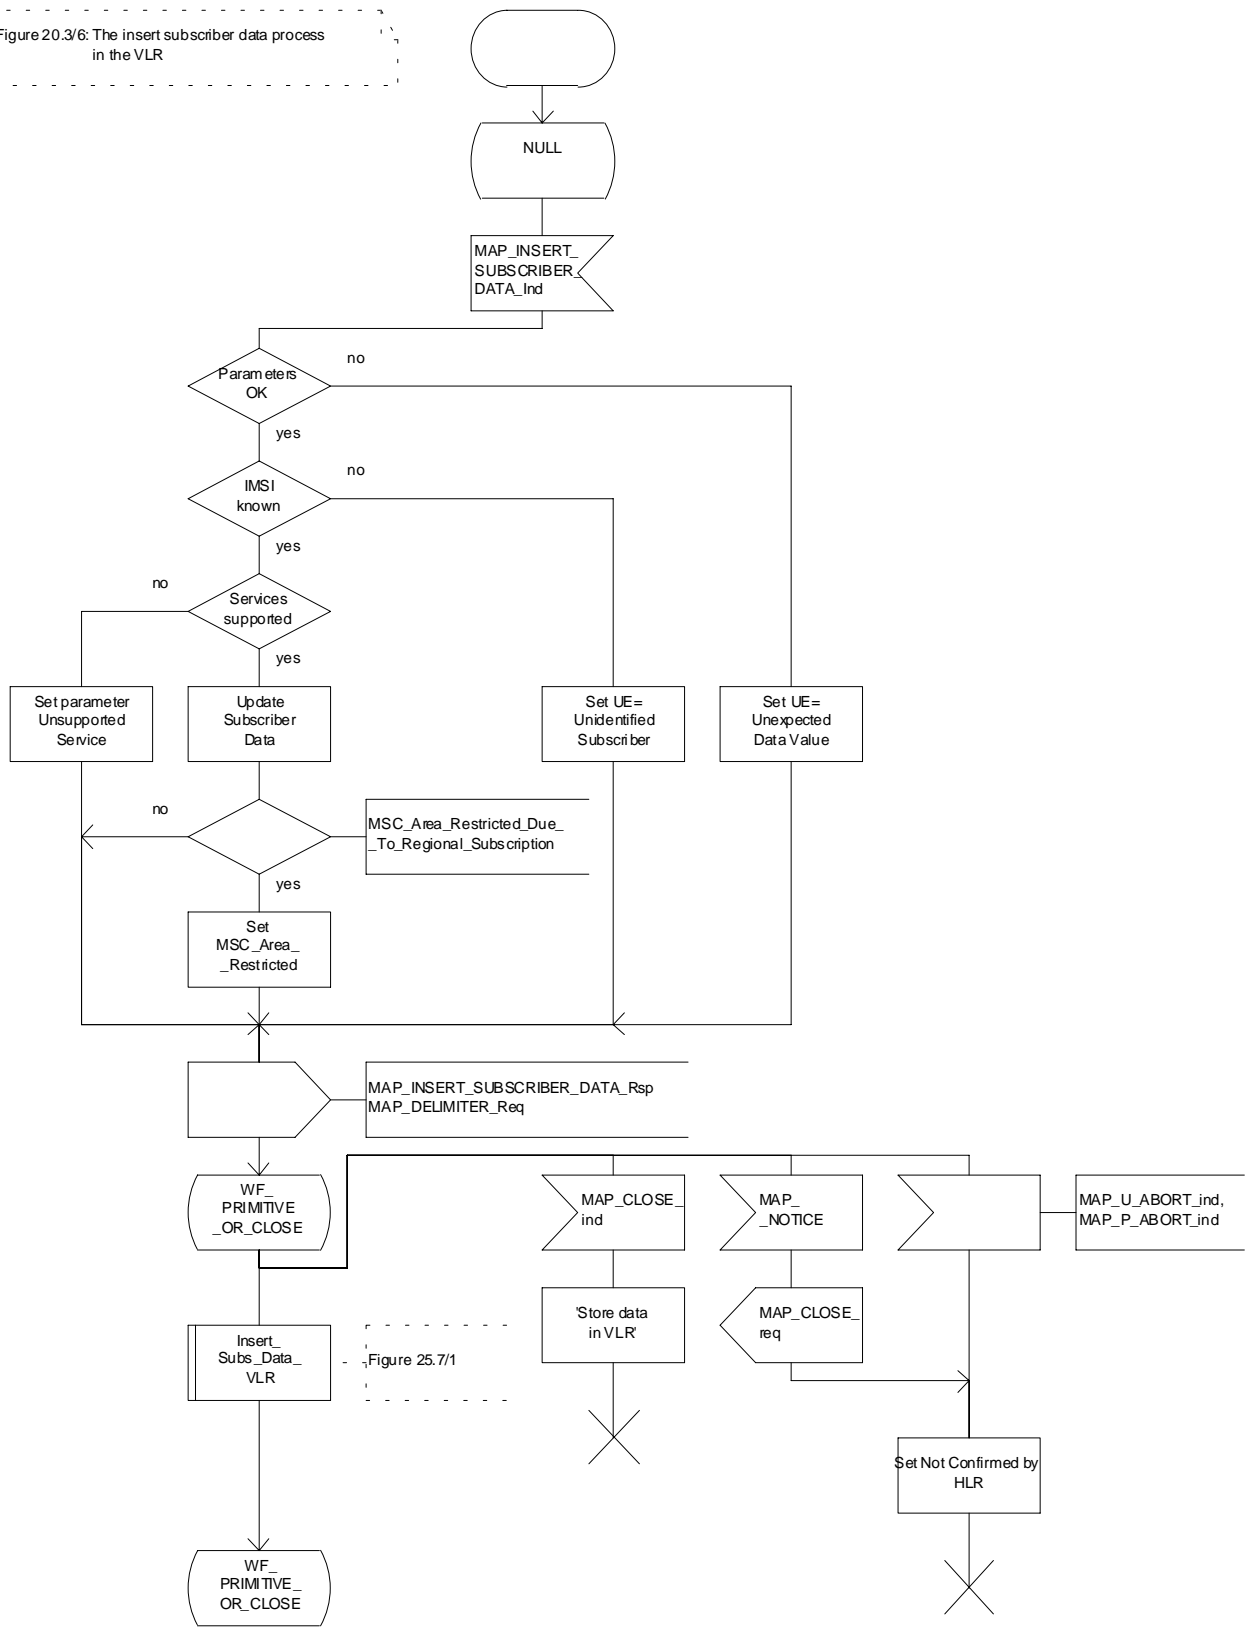 Figure 20.3/6: The insert subscriber data process
in the VLR
NULL
MAP_INSERT_
SUBSCRIBER_
DATA_Ind
no
Parameters
OK
yes
no
IMSI
known
yes
no
Services
supported
yes
Set parameter
Unsupported
Service
Update
Subscriber
Data
Set UE=
Unidentified
Subscriber
Set UE=
Unexpected
Data Value
no
MSC_Area_Restricted_Due_
_To_Regional_Subscription
yes
Set
MSC_Area_
_Restricted
MAP_INSERT_SUBSCRIBER_DATA_Rsp
MAP_DELIMITER_Req
WF_
PRIMITIVE
_OR_CLOSE
MAP_CLOSE_
ind
MAP_
_NOTICE
MAP_U_ABORT_ind,
MAP_P_ABORT_ind
'Store data
in VLR'
MAP_CLOSE_
req
Insert_
Subs_Data_
VLR
Figure 25.7/1
Set Not Confirmed by
HLR
WF_
PRIMITIVE_
OR_CLOSE